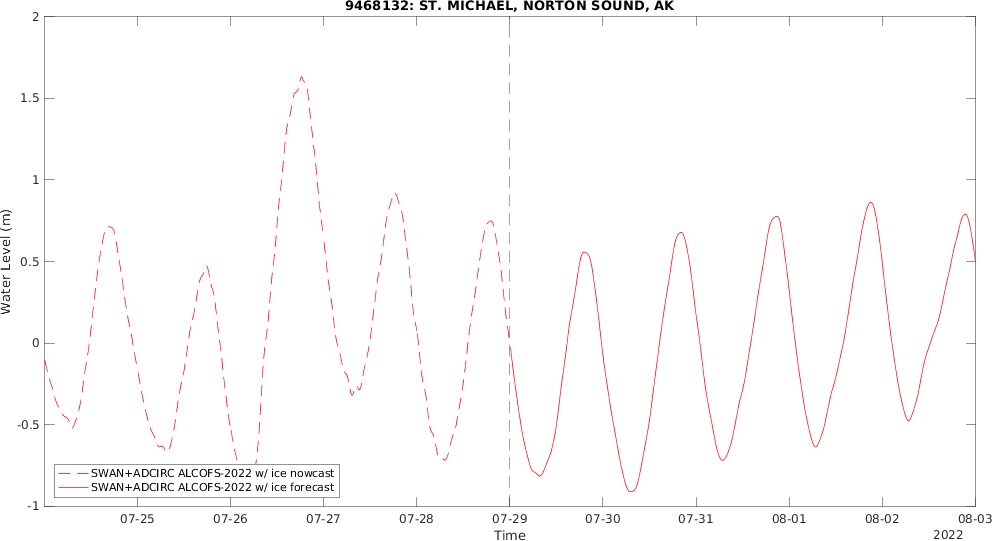 9468132: ST. MICHAEL, NORTON SOUND, AK
Water Level (m)
2
1.5
1
0.5
0
-0.5
-1
SWAN+ADCIRC ALCOFS-2022 w/ ice nowcast
SWAN+ADCIRC ALCOFS-2022 w/ ice forecast
07-25 07-26 07-27 07-28 07-29 07-30 07-31 08-01 08-02 08-03
Time
2022